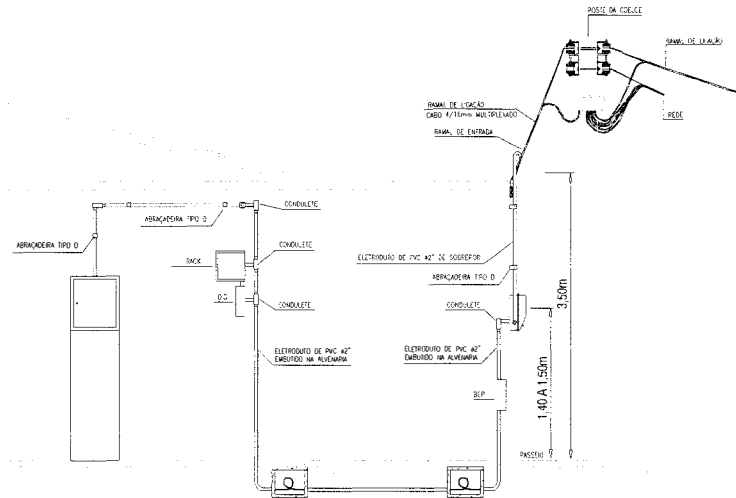 POSTE DA COELCE
RAMAL DE LIGAÇÃO
RAMAL DE LIGAÇÃO
CABO 4/16mm MULTIPLEXADO
REDE
RAMAL DE ENTRADA
CONDULETE
ABRAÇADEIRA TIPO D
ABRAÇADEIRA TIPO D
CONDULETE
RACK
ELETRODUTO DE PVC ø2" DE SOBREPOR
ABRAÇADEIRA TIPO D
3,50m
CONDULETE
CONDULETE
ELETRODUTO DE PVC ø2"
EMBUTIDO NA ALVENARIA
ELETRODUTO DE PVC ø2"
EMBUTIDO NA ALVENARIA
1,40 A 1,50m
BEP
PASSEIO